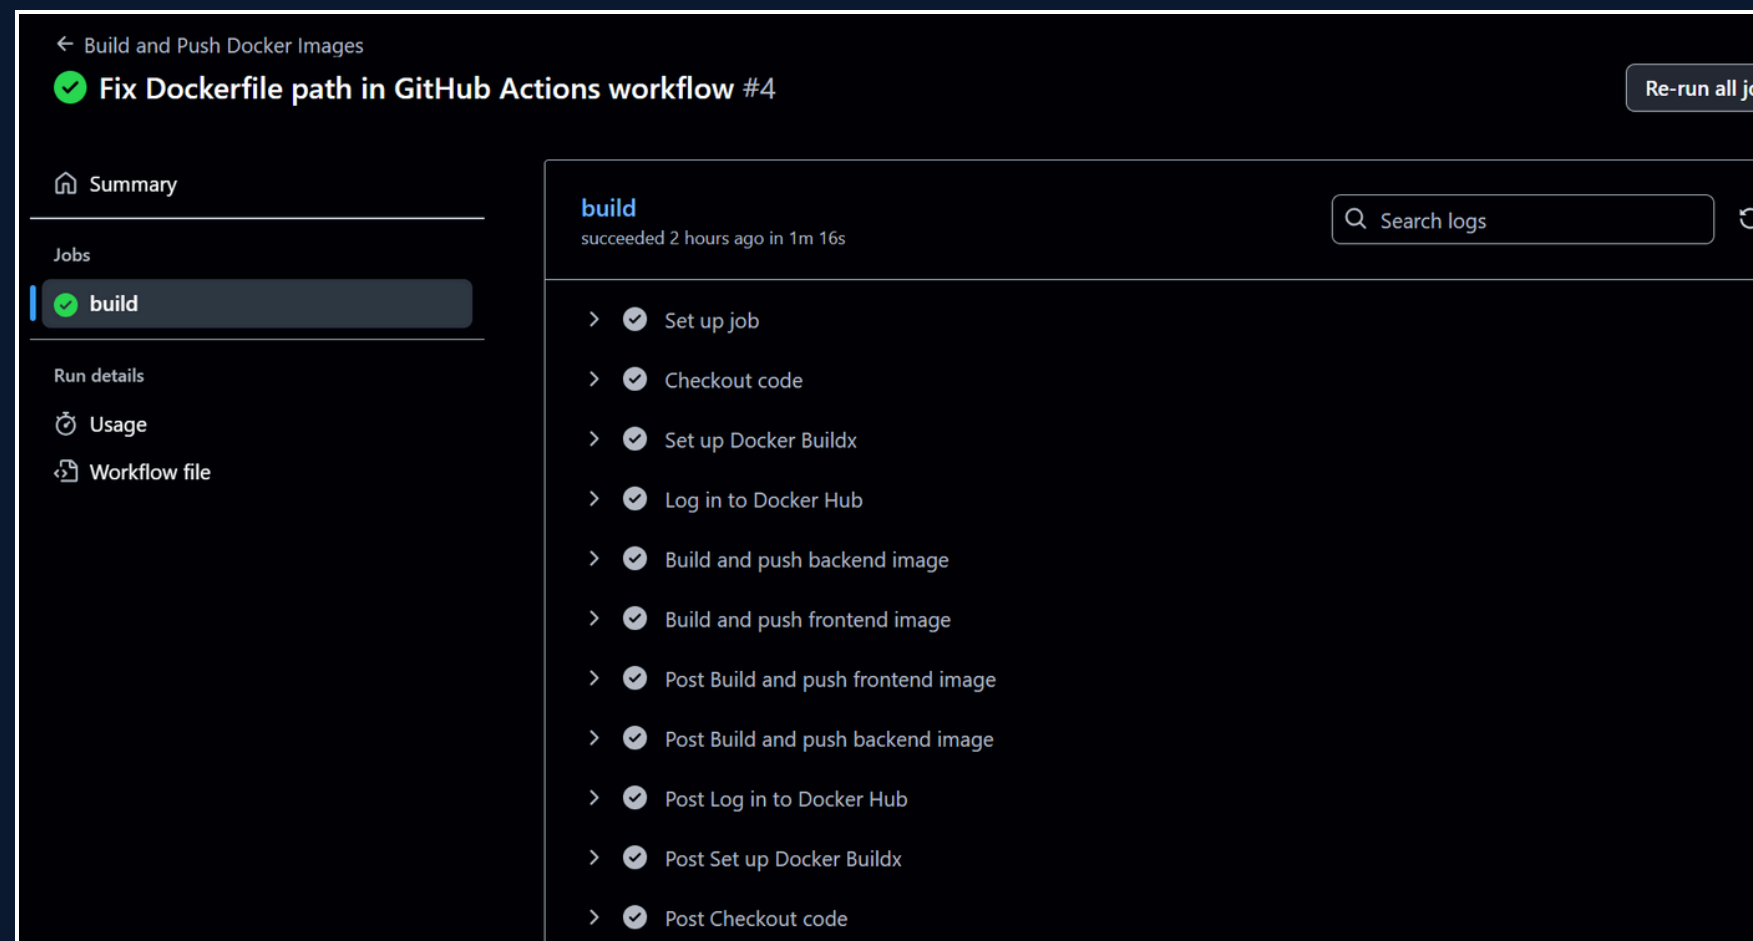 Build and Push Docker Images
Fix Dockerfile path in GitHub Actions workflow #4
Re-run all jo
Summary
Jobs
build
Run details
Usage
Workflow file
build
succeeded 2 hours ago in 1m 16s
Search logs
Set up job
Checkout code
Set up Docker Buildx
Log in to Docker Hub
Build and push backend image
Build and push frontend image
Post Build and push frontend image
Post Build and push backend image
Post Log in to Docker Hub
Post Set up Docker Buildx
Post Checkout code